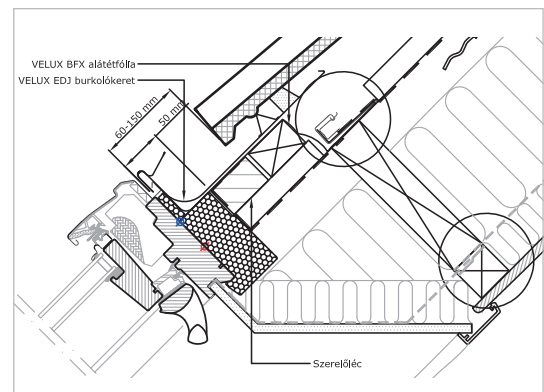 VELUX BFX alátétfólia
VELUX EDJ burkolókeret
60-150 mm
50 mm
Szerelőléc